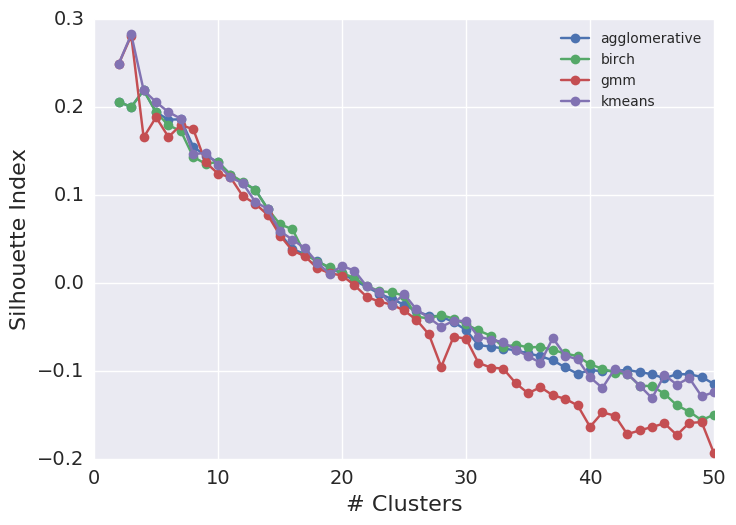 0.3
0.2
0.1
0.0
−0.1
−0.2
Silhouette Index
agglomerative
birch
gmm
kmeans
0 10 20 30 40 50
# Clusters